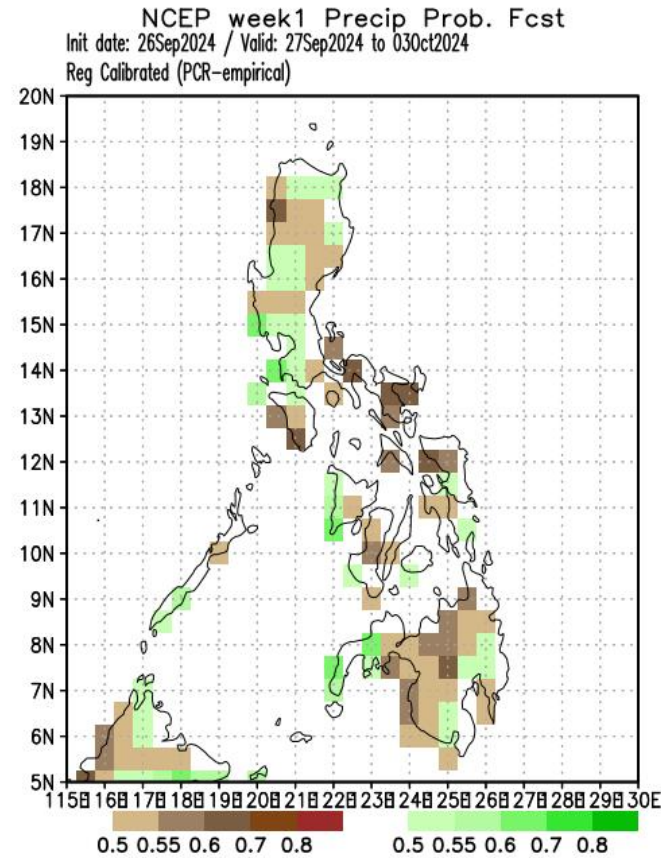 NCEP week1 Precip Prob. Fcst
Init date: 26Sep2024 / Valid: 27Sep2024 to 03Oct2024
Reg Calibrated (PCR-empirical)
20N
19N
18N
17N
16N
15N
14N
13N
12N
11N
10N
9N
8N
7N
6N
5N
115E 116E 117E 118E 119E 120E 121E 122E 123E 124E 125E 126E 127E 128E 129E 130E
0.5 0.55 0.6 0.7 0.8 0.5 0.55 0.6 0.7 0.8